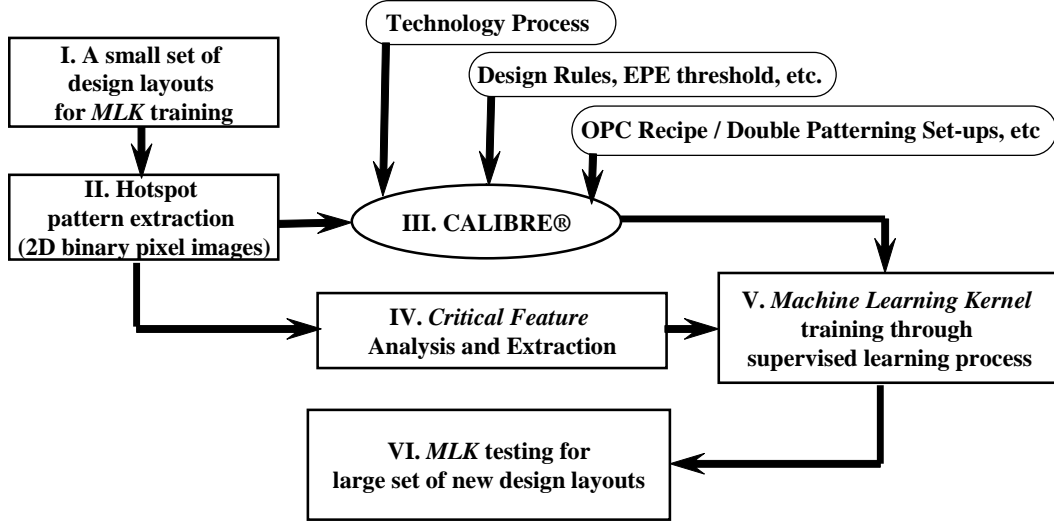 Technology Process
I. A small set of
design layouts
for MLK training
Design Rules, EPE threshold, etc.
OPC Recipe / Double Patterning Set-ups, etc
II. Hotspot
pattern extraction
(2D binary pixel images)
III. CALIBRE®
IV. Critical Feature
Analysis and Extraction
V. Machine Learning Kernel
training through
supervised learning process
VI. MLK testing for
large set of new design layouts